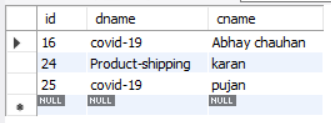 id dname cname
16 covid-19 Abhay chauhan
24 Product-shipping karan
25 covid-19 pujan
NULL NULL NULL